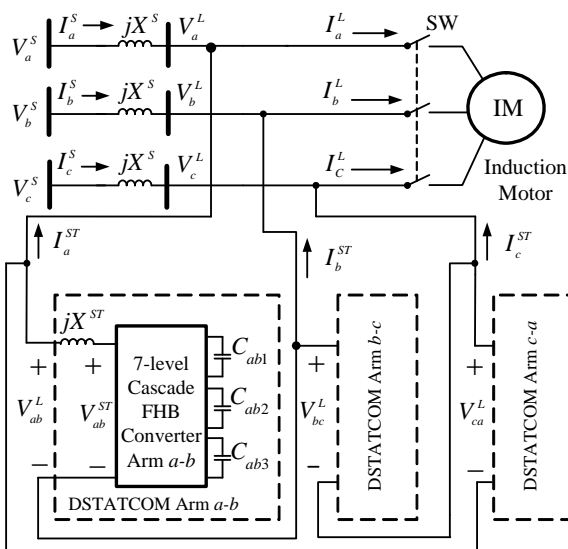 I_a^S jX^S V_a^L I_a^L SW
V_a^S
I_b^S jX^S V_b^L I_b^L
V_b^S IM
I_c^S jX^S V_c^L I_C^L Induction
V_c^S Motor
I_a^ST I_b^ST I_c^ST
jX^ST
+ + 7-level C_ab1 + +
Cascade
V_ab^L V_ab^ST FHB C_ab2 V_bc^L DSTATCOM Arm b-c V_ca^L DSTATCOM Arm c-a
Converter
− − Arm a-b C_ab3 − −
DSTATCOM Arm a-b